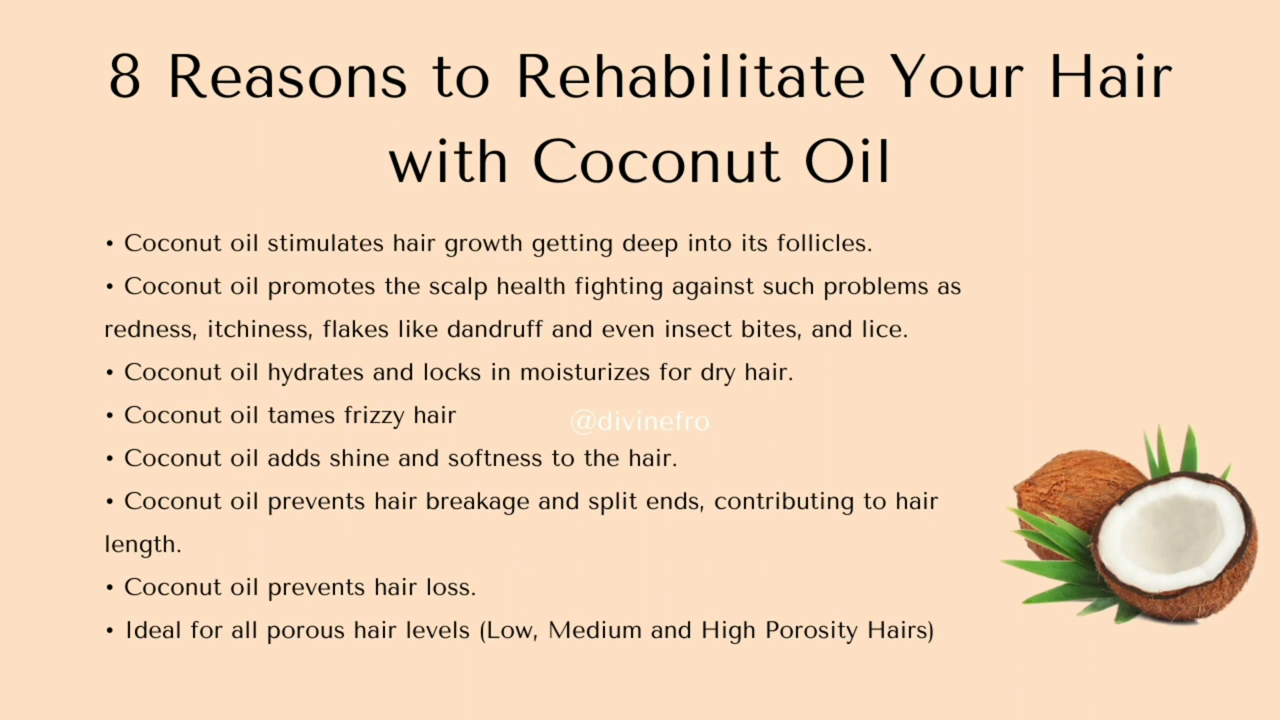 8 Reasons to Rehabilitate Your Hair
with Coconut Oil
• Coconut oil stimulates hair growth getting deep into its follicles.
• Coconut oil promotes the scalp health fighting against such problems as
redness, itchiness, flakes like dandruff and even insect bites, and lice.
• Coconut oil hydrates and locks in moisturizes for dry hair.
• Coconut oil tames frizzy hair
@divinefro
• Coconut oil adds shine and softness to the hair.
• Coconut oil prevents hair breakage and split ends, contributing to hair
length.
• Coconut oil prevents hair loss.
• Ideal for all porous hair levels (Low, Medium and High Porosity Hairs)